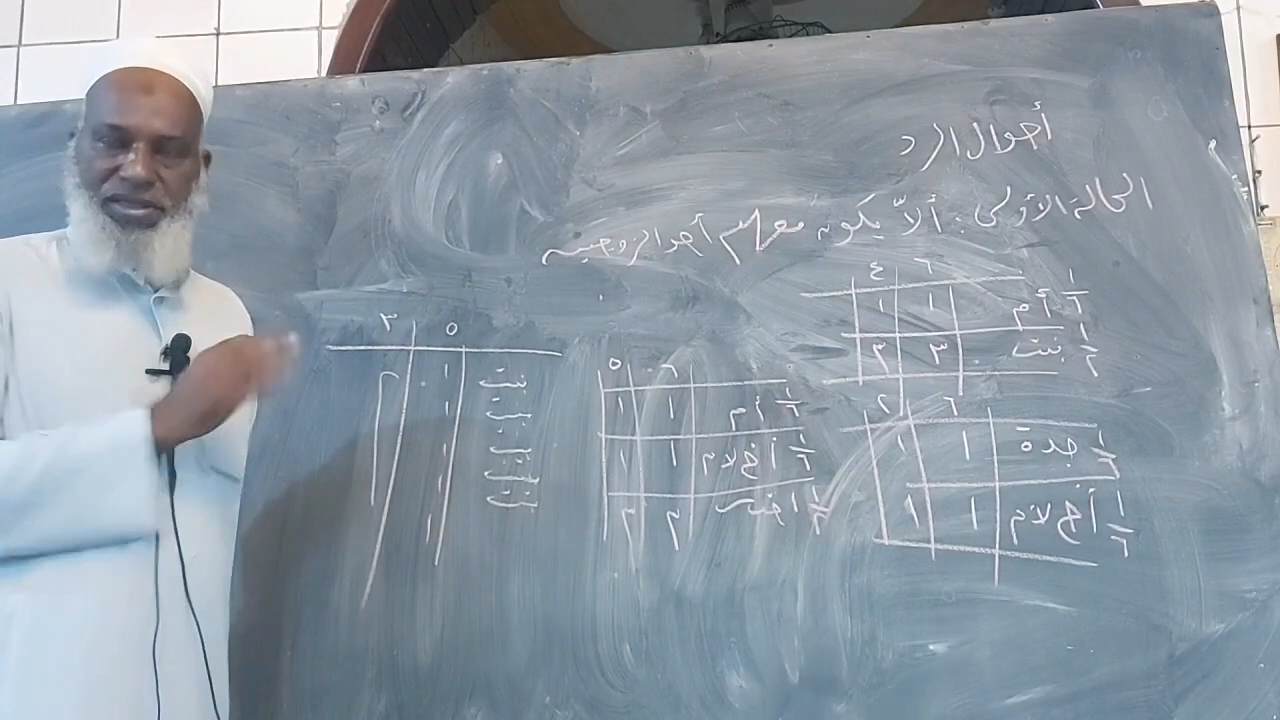 أحوال الرد
الحالة الأولى: ألاّ يكون معهم أحد الزوجين
٤ ٦
١ ١ أم ١/٦
٣ ٣ بنت ١/٢
٢ ٦
١ ١ جدة ١/٦
١ ١ أخ لأم ١/٦
٥ ٦
١ ١ أم ١/٦
١ ١ أخ لأم ١/٦
٣ ٣ أخت ١/٢
٣ ٥
١ بنت
١ بنت
١ بنت
١ بنت
١ بنت